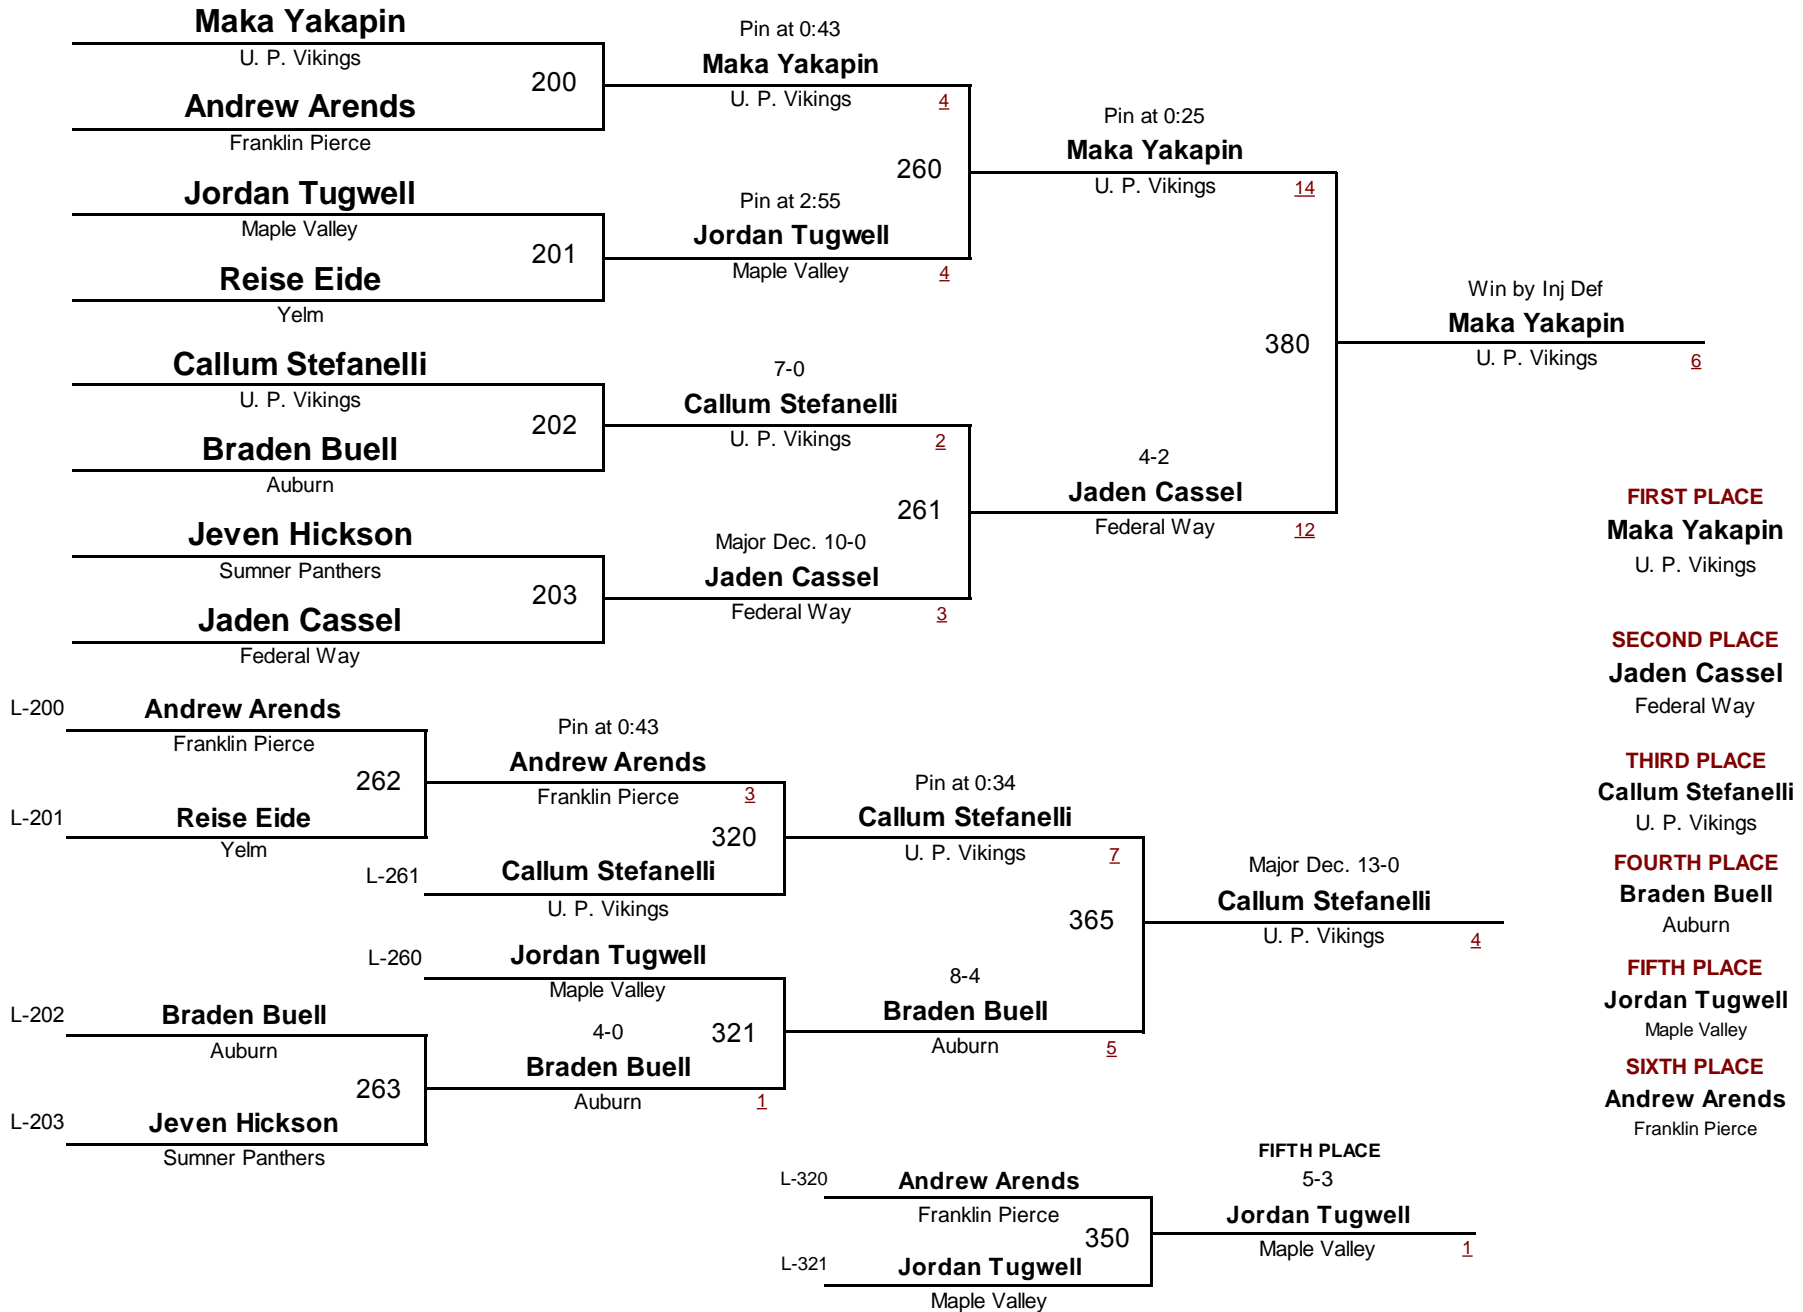 Maka Yakapin
U. P. Vikings
200
Andrew Arends
Franklin Pierce
Jordan Tugwell
Maple Valley
201
Reise Eide
Yelm
Callum Stefanelli
U. P. Vikings
202
Braden Buell
Auburn
Jeven Hickson
Sumner Panthers
203
Jaden Cassel
Federal Way
Pin at 0:43
Maka Yakapin
U. P. Vikings 4
260
Pin at 2:55
Jordan Tugwell
Maple Valley 4
7-0
Callum Stefanelli
U. P. Vikings 2
261
Major Dec. 10-0
Jaden Cassel
Federal Way 3
Pin at 0:25
Maka Yakapin
U. P. Vikings 14
380
4-2
Jaden Cassel
Federal Way 12
Win by Inj Def
Maka Yakapin
U. P. Vikings 6
L-200 Andrew Arends
Franklin Pierce
262
L-201 Reise Eide
Yelm
Pin at 0:43
Andrew Arends
Franklin Pierce 3
320
L-261 Callum Stefanelli
U. P. Vikings
L-260 Jordan Tugwell
Maple Valley
L-202 Braden Buell
Auburn
263
L-203 Jeven Hickson
Sumner Panthers
4-0 321
Braden Buell
Auburn 1
Pin at 0:34
Callum Stefanelli
U. P. Vikings 7
365
8-4
Braden Buell
Auburn 5
Major Dec. 13-0
Callum Stefanelli
U. P. Vikings 4
L-320 Andrew Arends
Franklin Pierce
350
L-321 Jordan Tugwell
Maple Valley
FIFTH PLACE
5-3
Jordan Tugwell
Maple Valley 1
FIRST PLACE
Maka Yakapin
U. P. Vikings
SECOND PLACE
Jaden Cassel
Federal Way
THIRD PLACE
Callum Stefanelli
U. P. Vikings
FOURTH PLACE
Braden Buell
Auburn
FIFTH PLACE
Jordan Tugwell
Maple Valley
SIXTH PLACE
Andrew Arends
Franklin Pierce